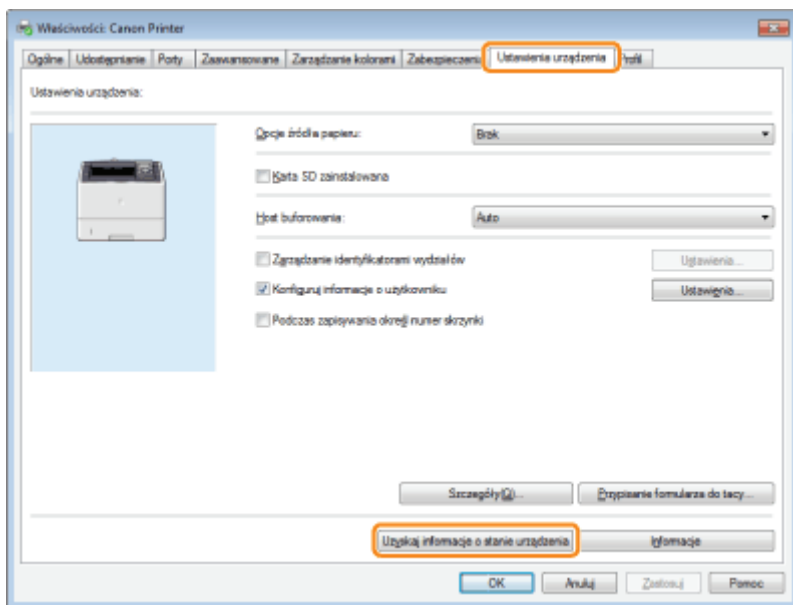 Właściwości: Canon Printer
Ogólne Udostępnianie Porty Zaawansowane Zarządzanie kolorami Zabezpieczenia Ustawienia urządzenia Profil
Ustawienia urządzenia:
Opcje źródła papieru: Brak
Karta SD zainstalowana
Host buforowania: Auto
Zarządzanie identyfikatorami wydziałów Ustawienia...
Konfiguruj informacje o użytkowniku Ustawienia...
Podczas zapisywania określ numer skrzynki
Szczegóły(Q)... Przypisanie formularza do tacy...
Uzyskaj informacje o stanie urządzenia Informacje
OK Anuluj Zastosuj Pomoc